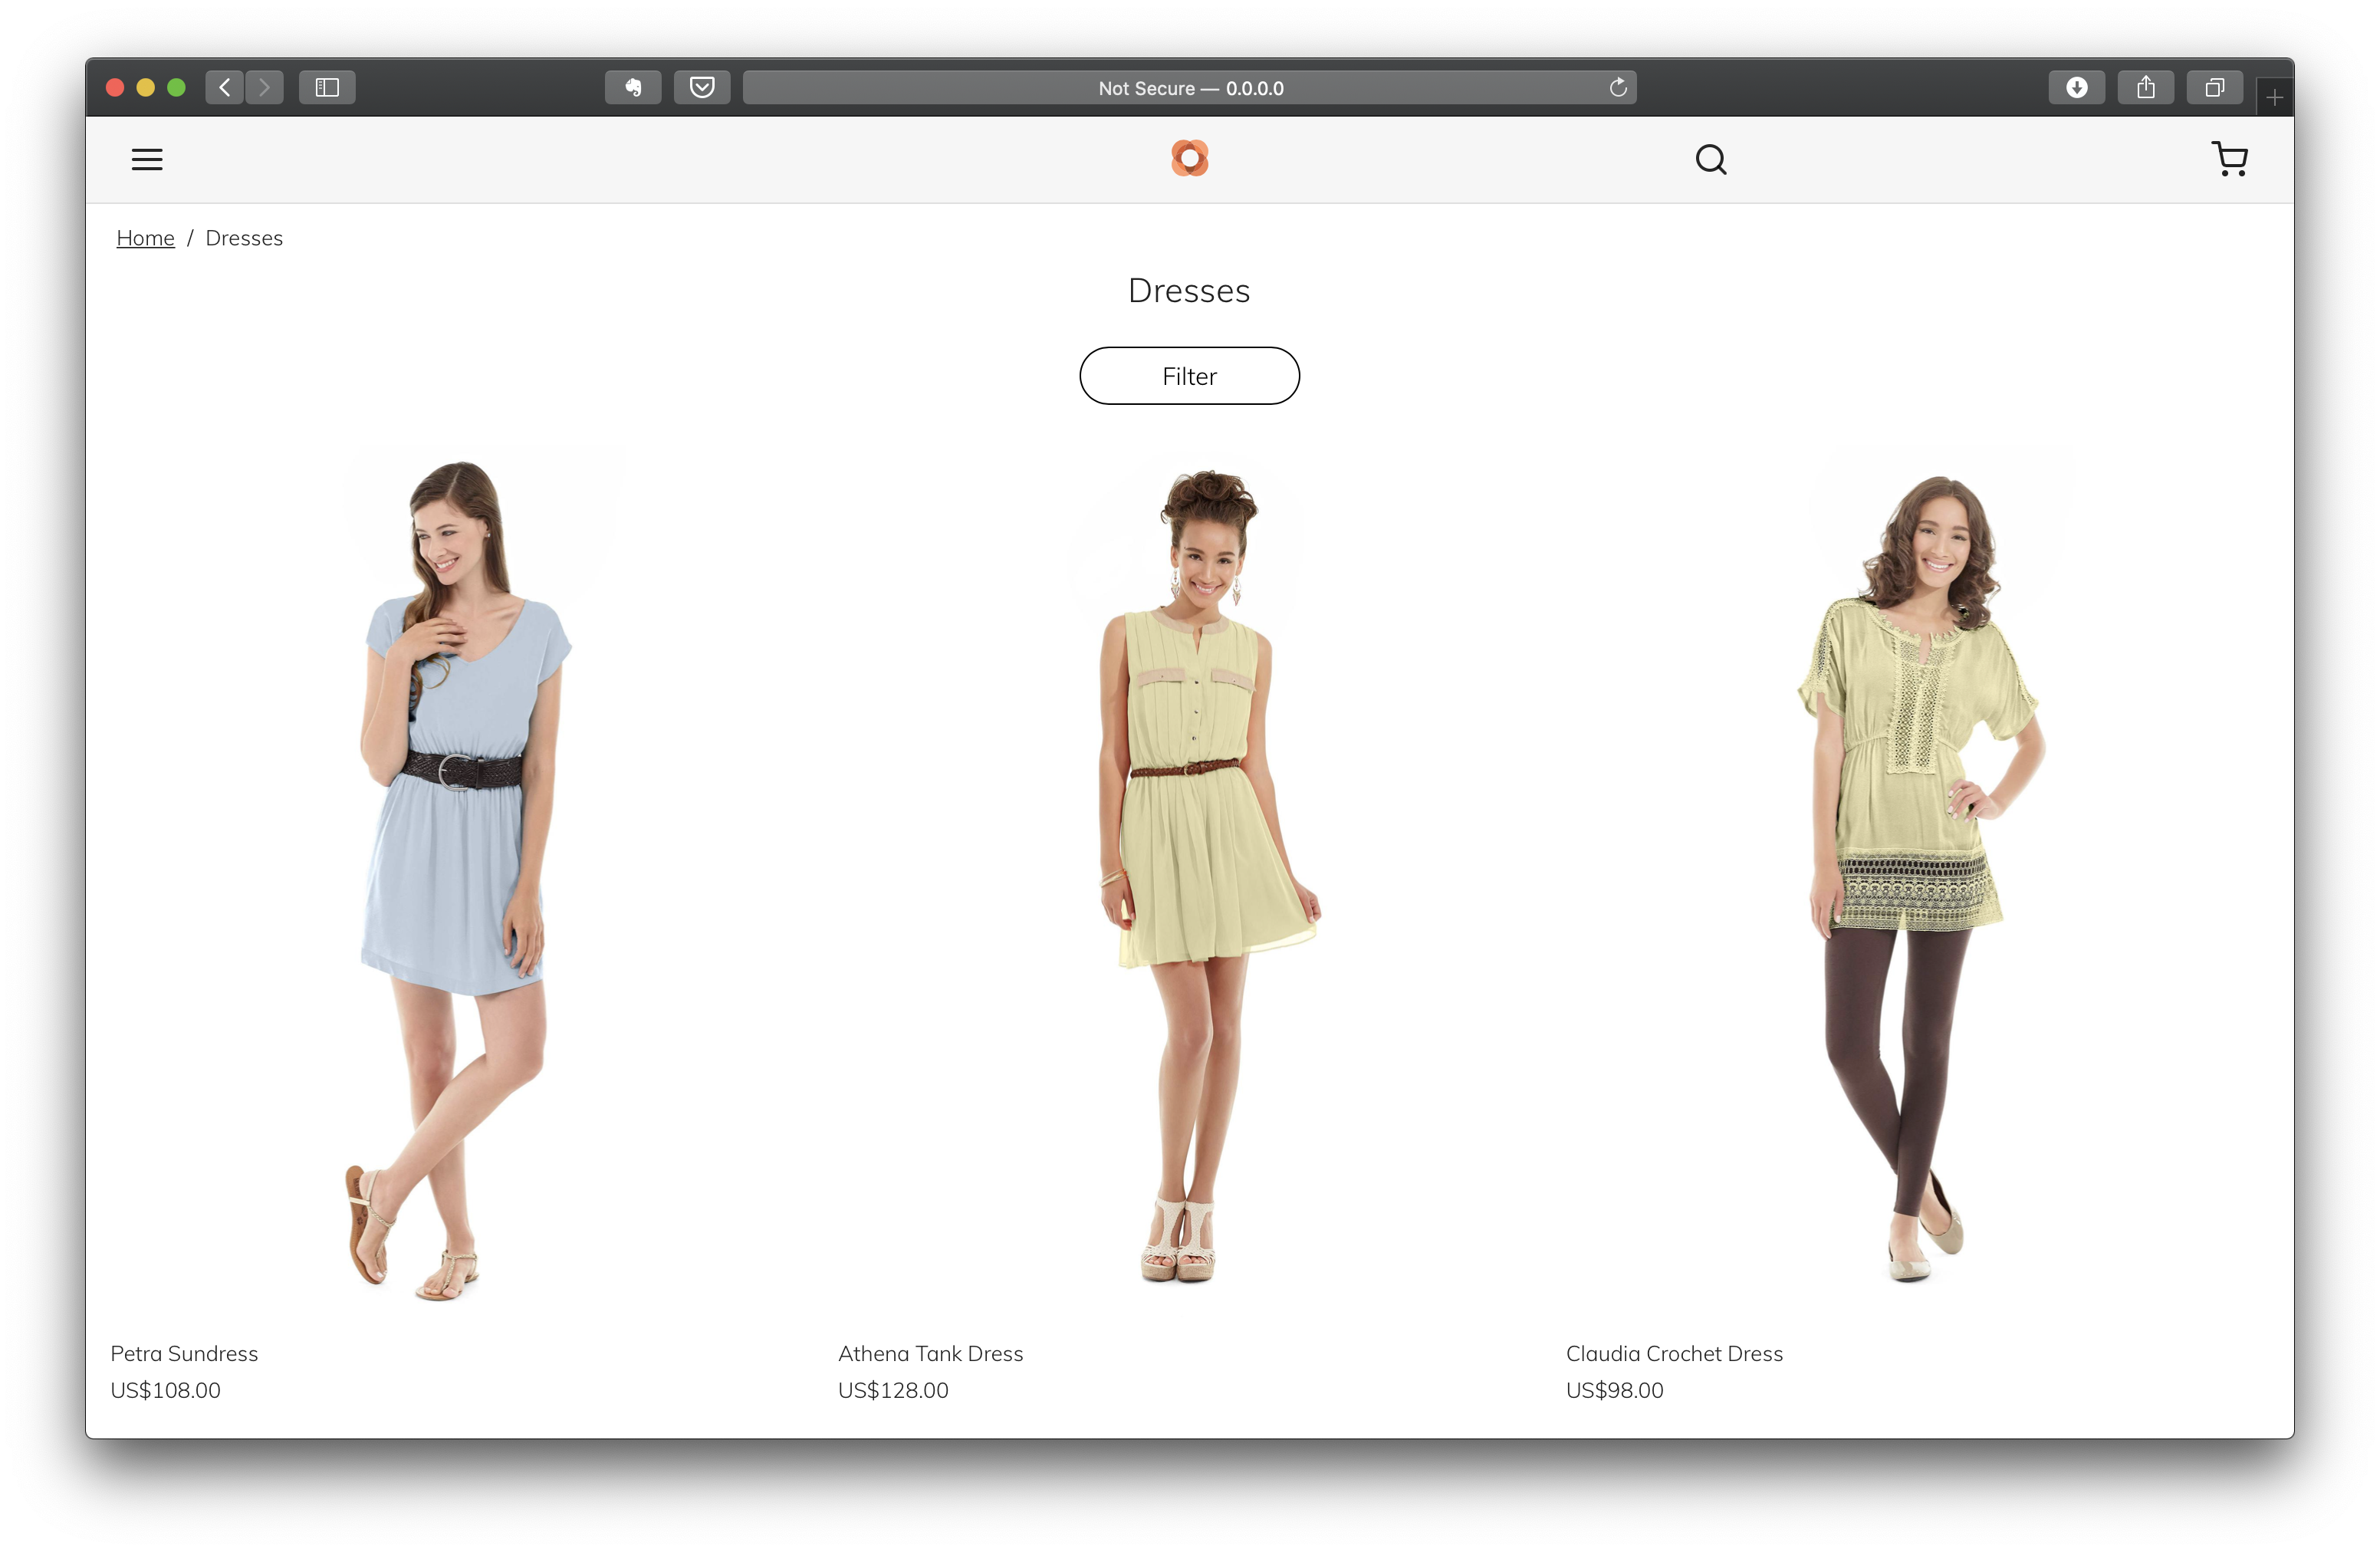 Not Secure — 0.0.0.0
Home / Dresses
Dresses
Filter
Petra Sundress
US$108.00
Athena Tank Dress
US$128.00
Claudia Crochet Dress
US$98.00